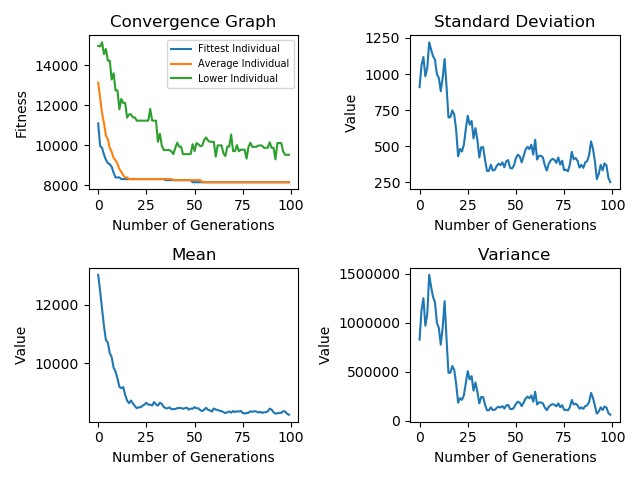 Convergence Graph
Fitness
14000
12000
10000
8000
Fittest Individual
Average Individual
Lower Individual
0
25
50
75
100
Number of Generations
Standard Deviation
Value
1250
1000
750
500
250
0
25
50
75
100
Number of Generations
Mean
Value
12000
10000
0
25
50
75
100
Number of Generations
Variance
Value
1500000
1000000
500000
0
0
25
50
75
100
Number of Generations